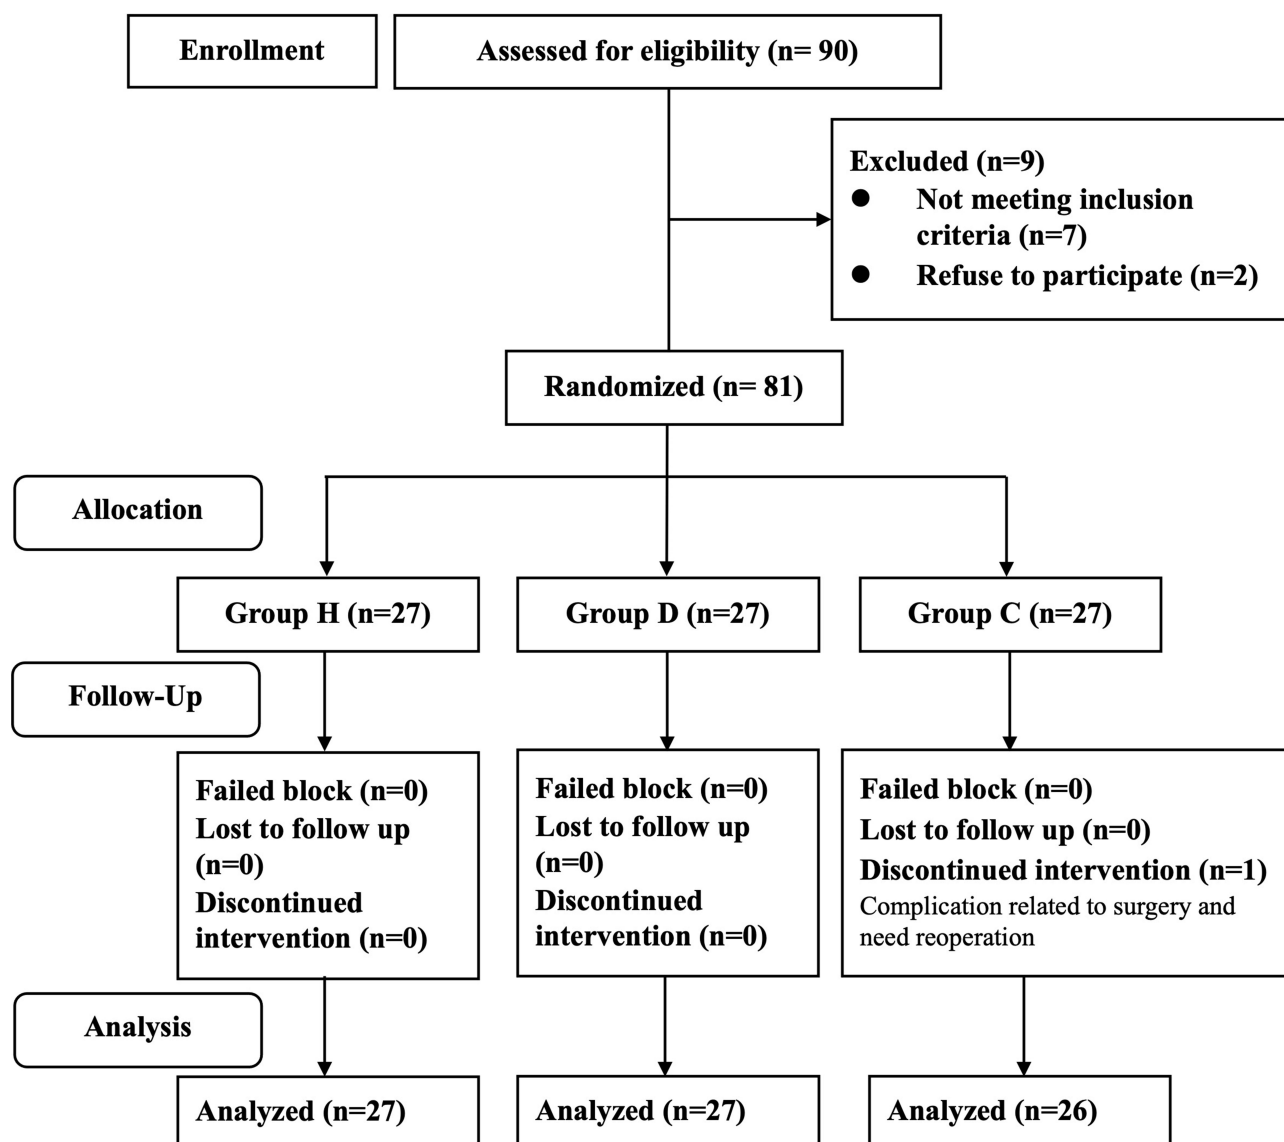 Enrollment
Assessed for eligibility (n= 90)
Excluded (n=9)
● Not meeting inclusion
criteria (n=7)
● Refuse to participate (n=2)
Randomized (n= 81)
Allocation
Group H (n=27)
Group D (n=27)
Group C (n=27)
Follow-Up
Failed block (n=0)
Lost to follow up
(n=0)
Discontinued
intervention (n=0)
Failed block (n=0)
Lost to follow up
(n=0)
Discontinued
intervention (n=0)
Failed block (n=0)
Lost to follow up (n=0)
Discontinued intervention (n=1)
Complication related to surgery and
need reoperation
Analysis
Analyzed (n=27)
Analyzed (n=27)
Analyzed (n=26)